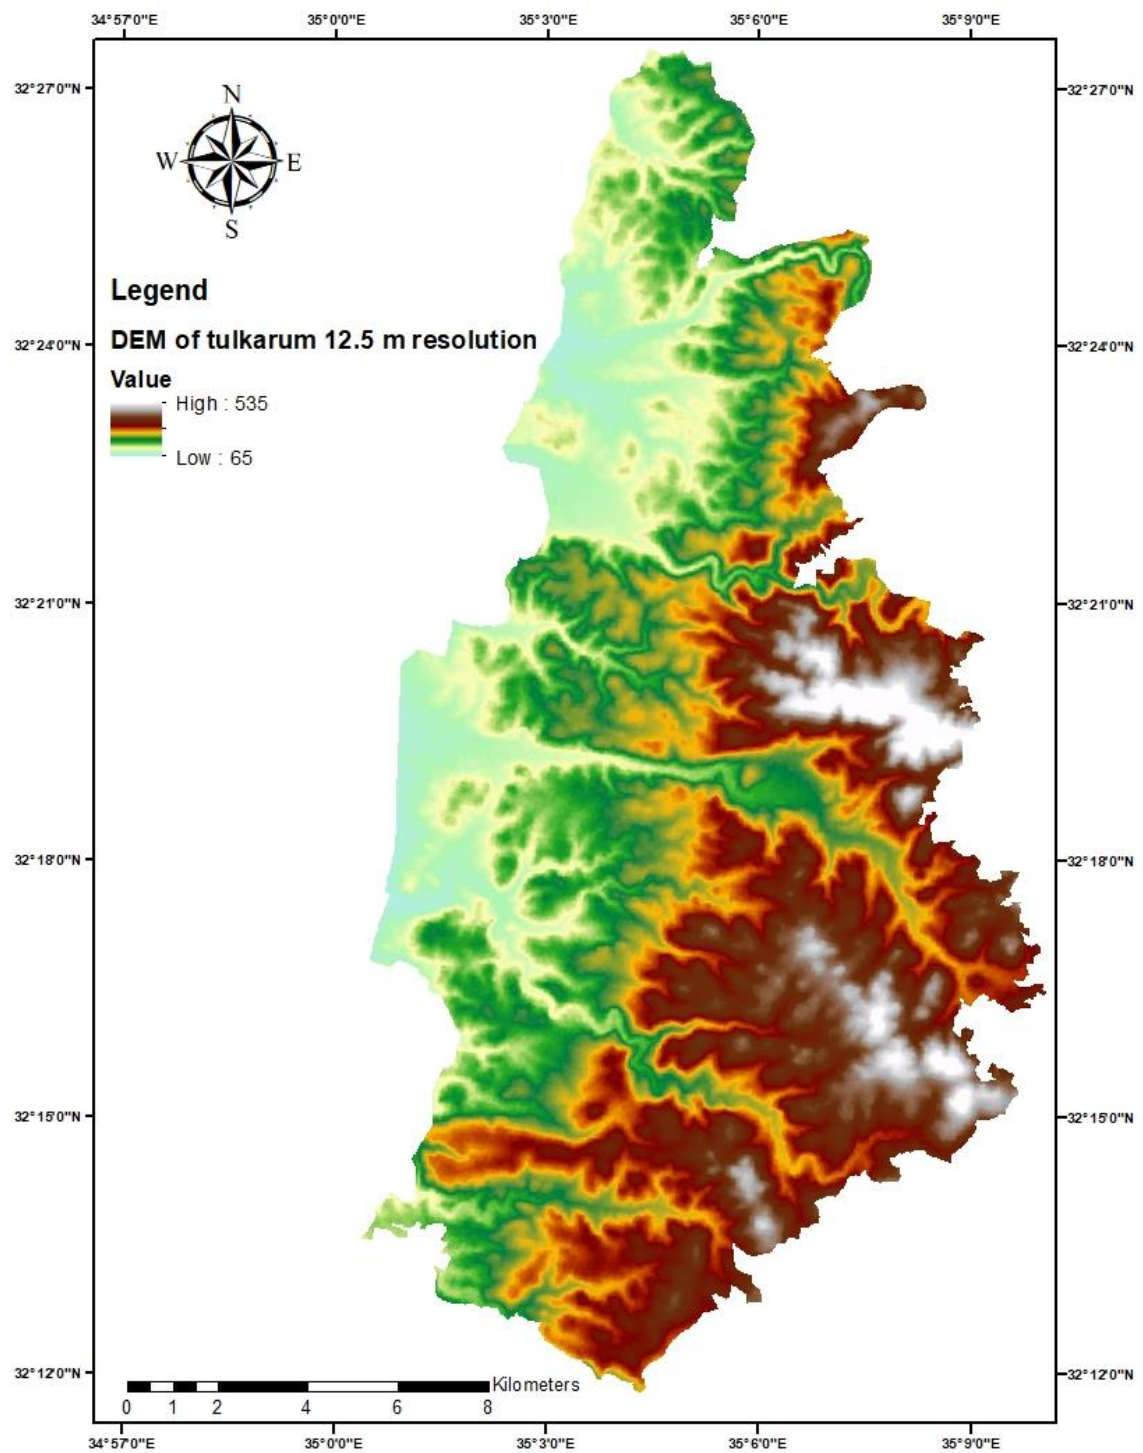 34°57'0"E 35°0'0"E 35°3'0"E 35°6'0"E 35°9'0"E
32°27'0"N 32°27'0"N
N
W E
S
Legend
DEM of tulkarum 12.5 m resolution
32°24'0"N 32°24'0"N
Value
High : 535
Low : 65
32°21'0"N 32°21'0"N
32°18'0"N 32°18'0"N
32°15'0"N 32°15'0"N
32°12'0"N 32°12'0"N
Kilometers
0 1 2 4 6 8
34°57'0"E 35°0'0"E 35°3'0"E 35°6'0"E 35°9'0"E